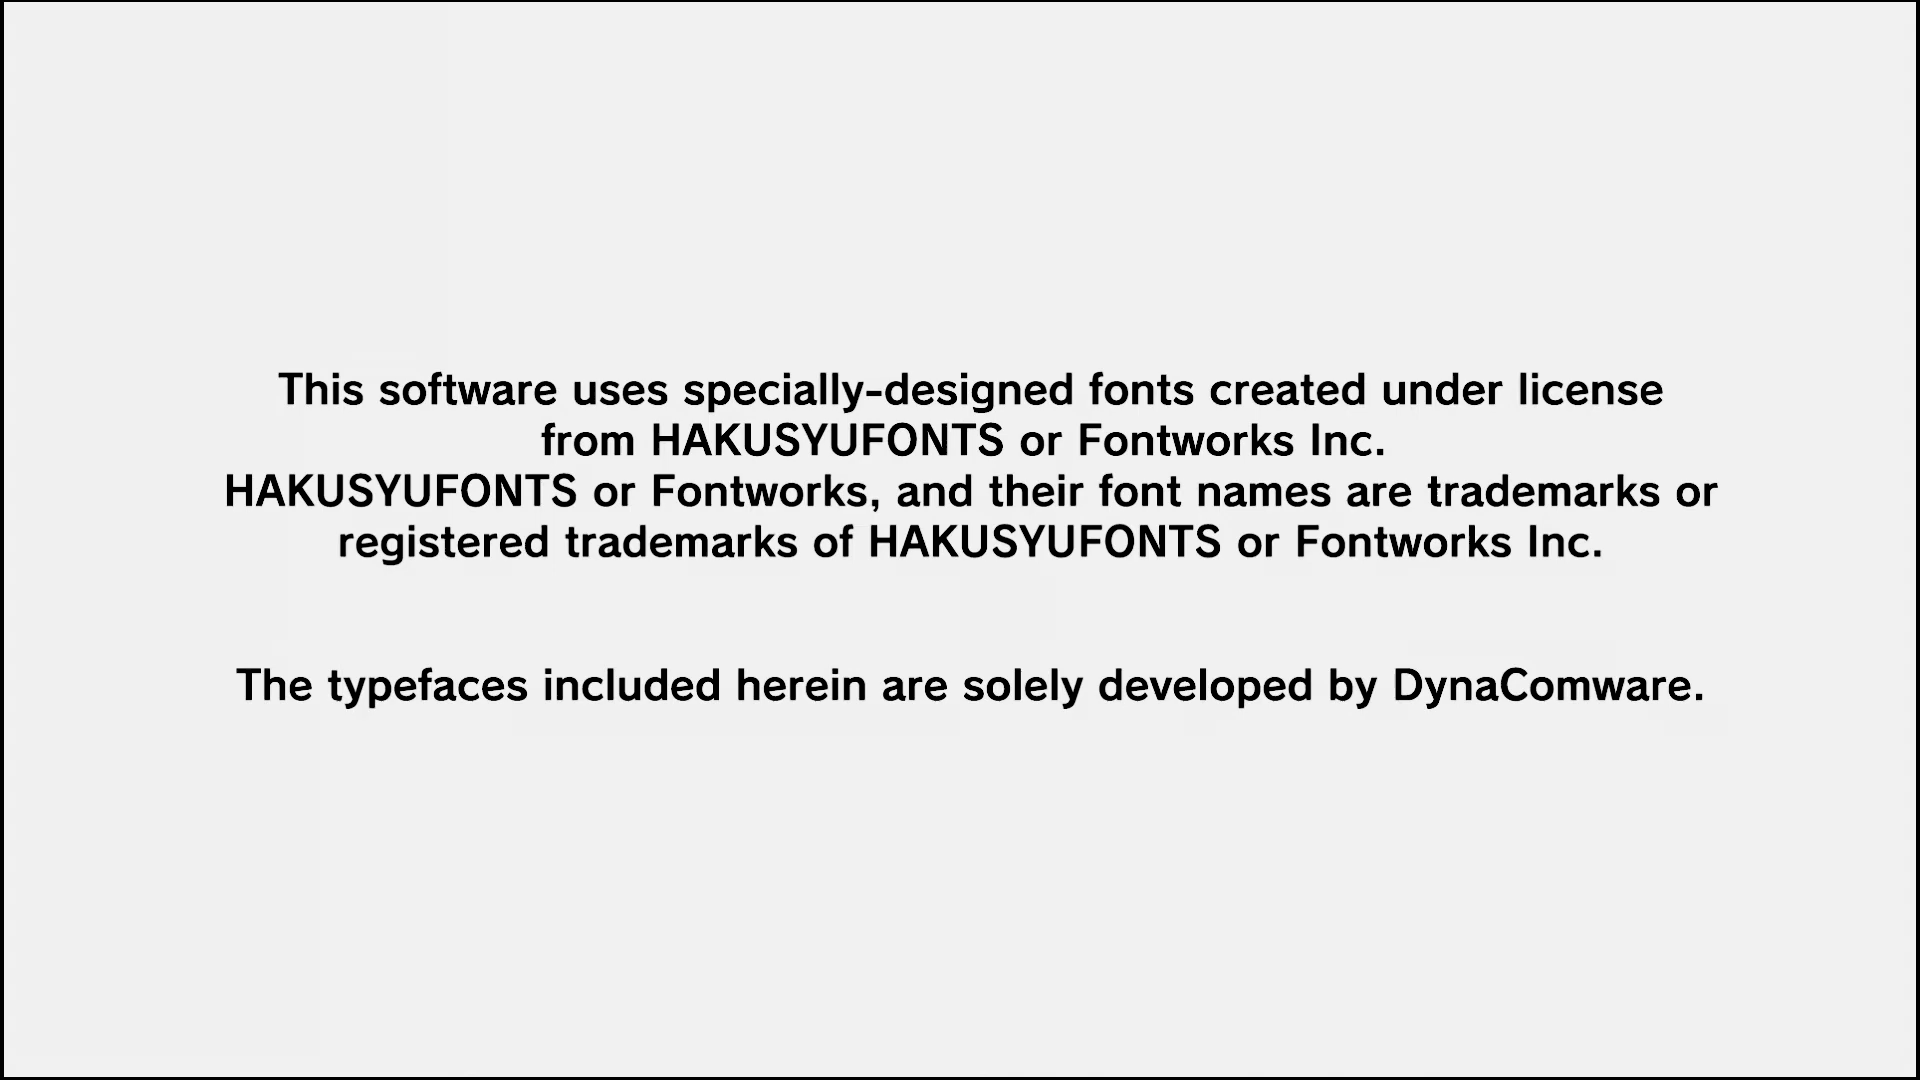 This software uses specially-designed fonts created under license
from HAKUSYUFONTS or Fontworks Inc.
HAKUSYUFONTS or Fontworks, and their font names are trademarks or
registered trademarks of HAKUSYUFONTS or Fontworks Inc.
The typefaces included herein are solely developed by DynaComware.